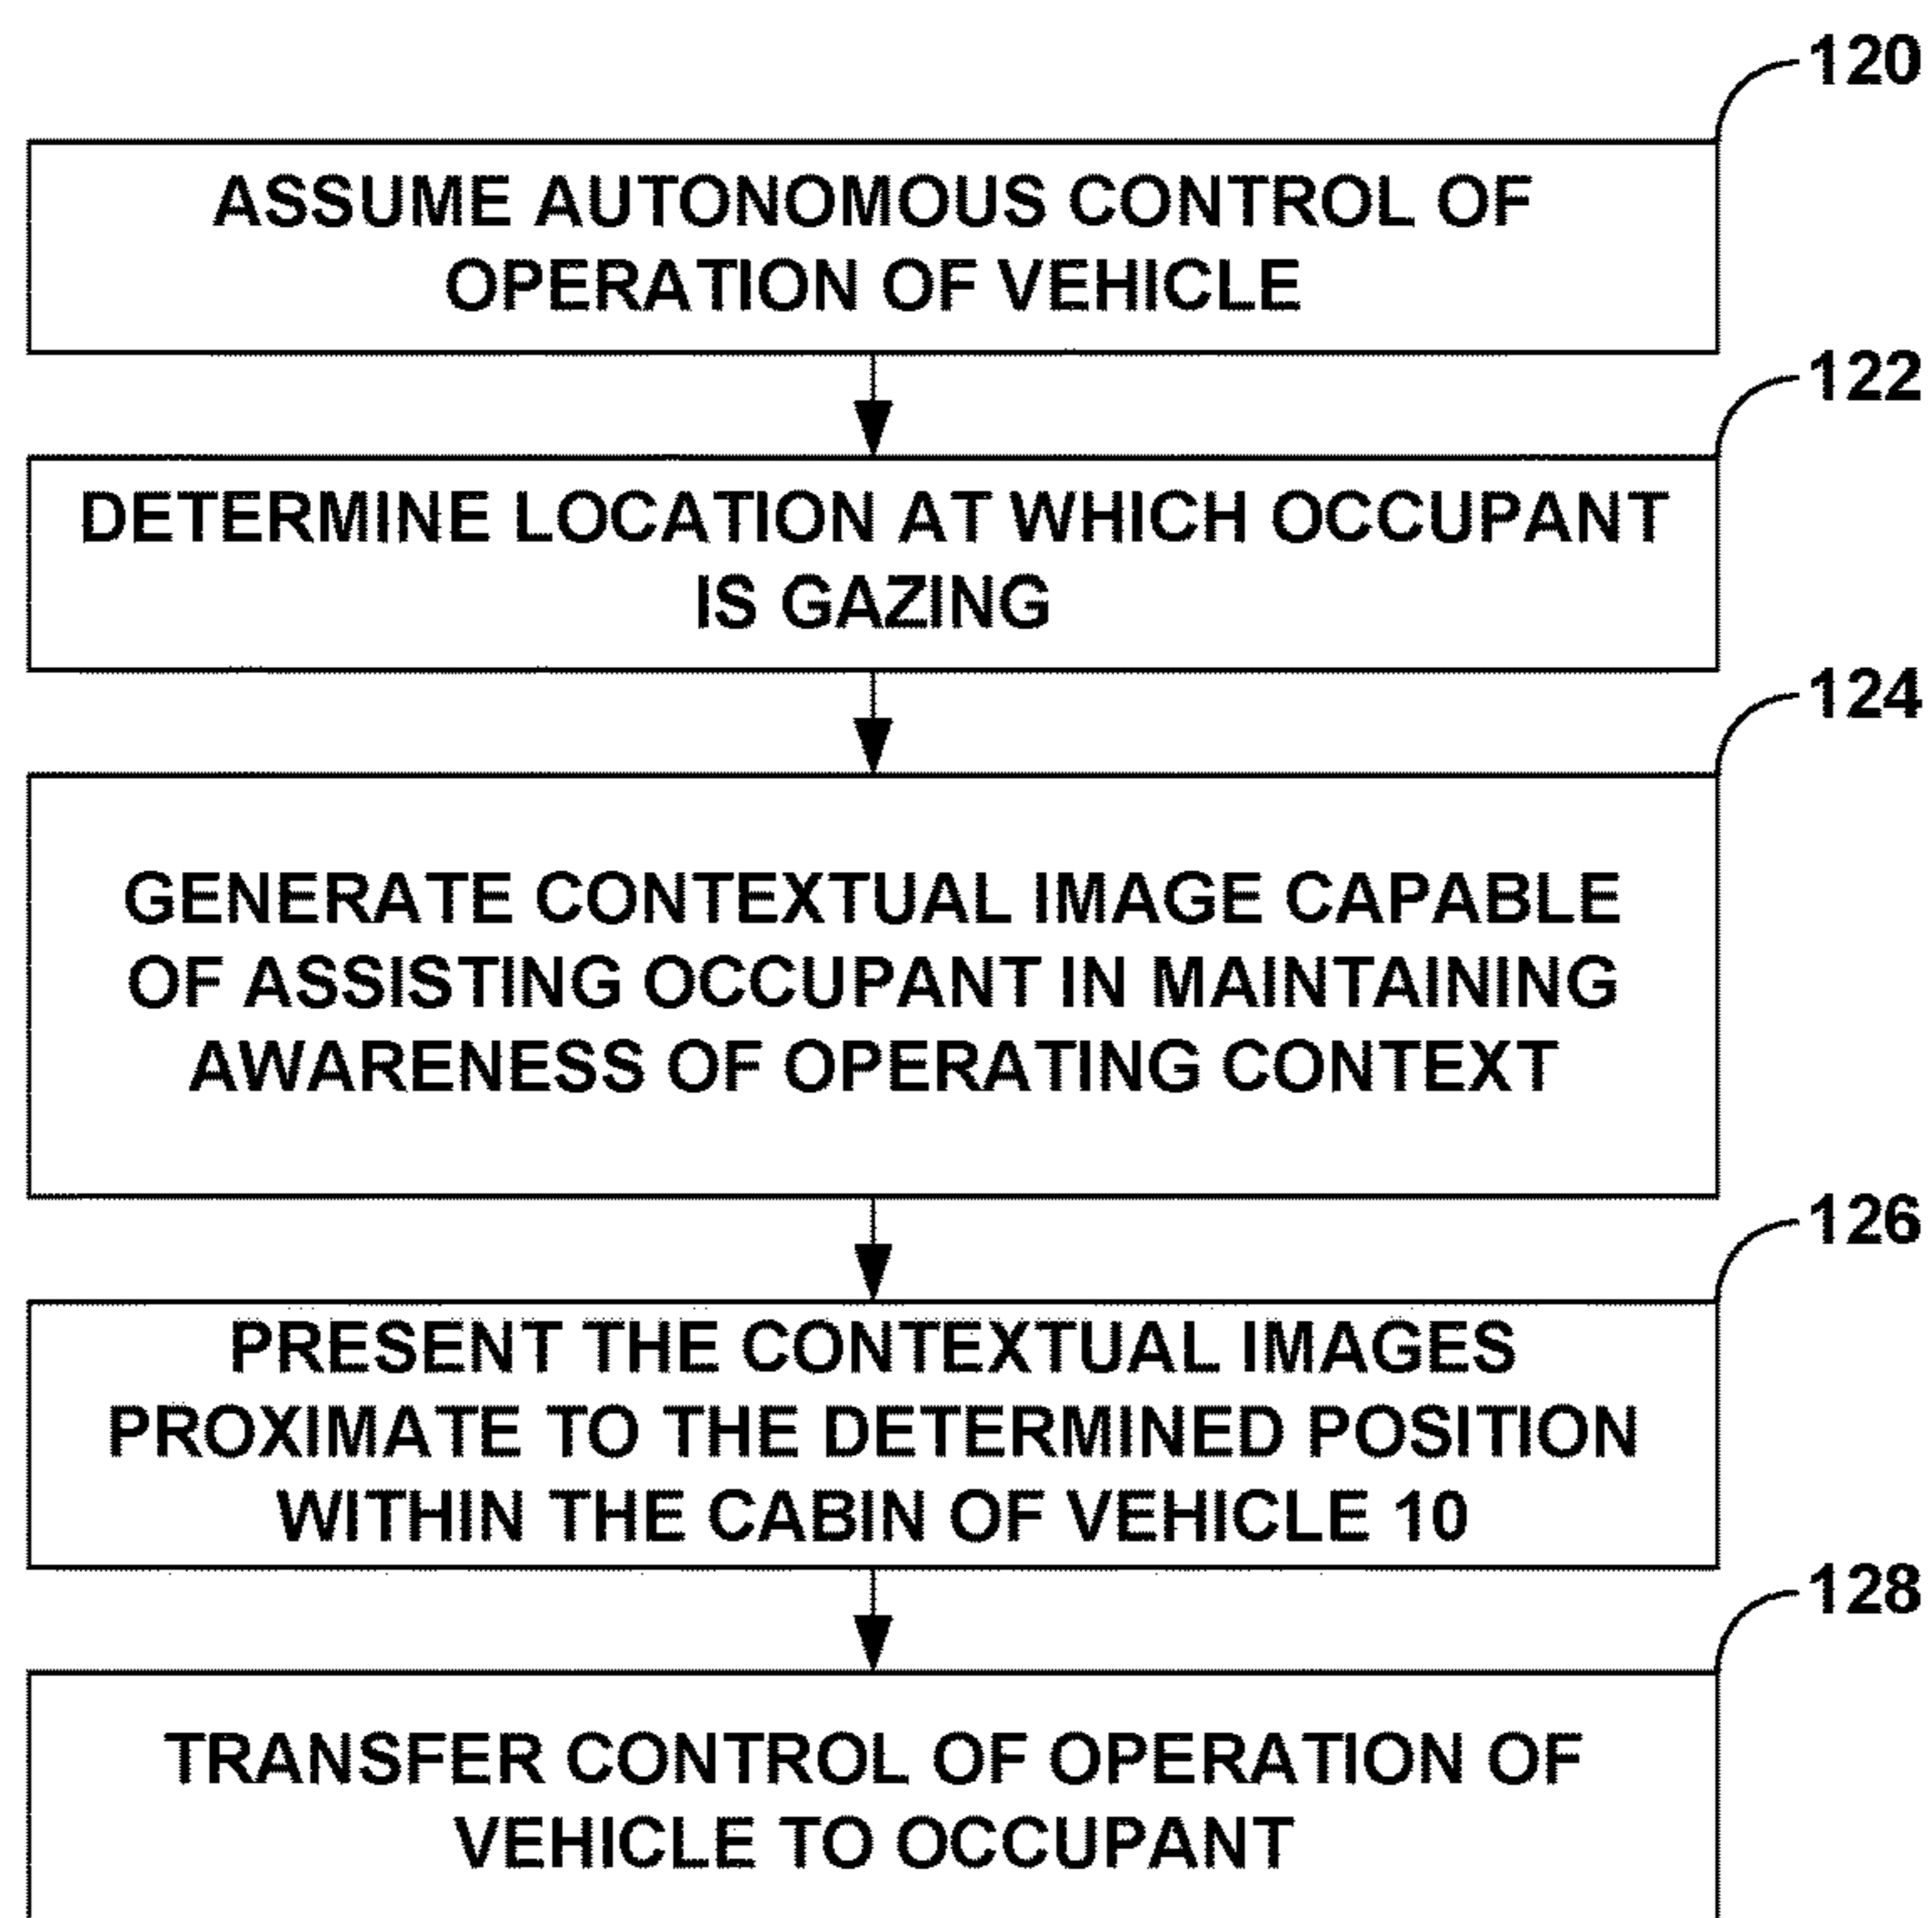 120
ASSUME AUTONOMOUS CONTROL OF
OPERATION OF VEHICLE
122
DETERMINE LOCATION AT WHICH OCCUPANT
IS GAZING
124
GENERATE CONTEXTUAL IMAGE CAPABLE
OF ASSISTING OCCUPANT IN MAINTAINING
AWARENESS OF OPERATING CONTEXT
126
PRESENT THE CONTEXTUAL IMAGES
PROXIMATE TO THE DETERMINED POSITION
WITHIN THE CABIN OF VEHICLE 10
128
TRANSFER CONTROL OF OPERATION OF
VEHICLE TO OCCUPANT